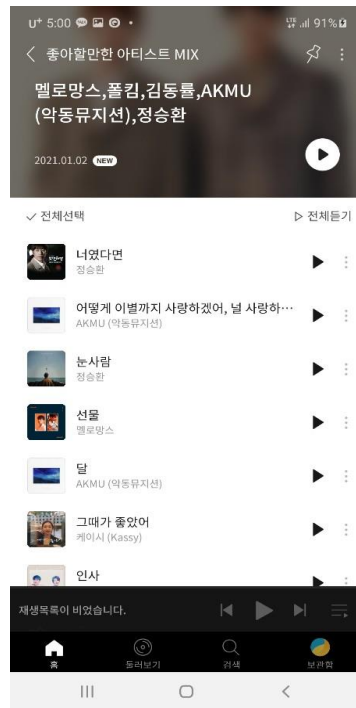 U+ 5:00
LTE 91%
좋아할만한 아티스트 MIX
멜로망스,폴킴,김동률,AKMU
(악동뮤지션),정승환
2021.01.02 NEW
전체선택
전체듣기
너였다면
정승환
어떻게 이별까지 사랑하겠어, 널 사랑하⋯
AKMU (악동뮤지션)
눈사람
정승환
선물
멜로망스
달
AKMU (악동뮤지션)
그때가 좋았어
케이시 (Kassy)
인사
재생목록이 비었습니다.
홈
둘러보기
검색
보관함